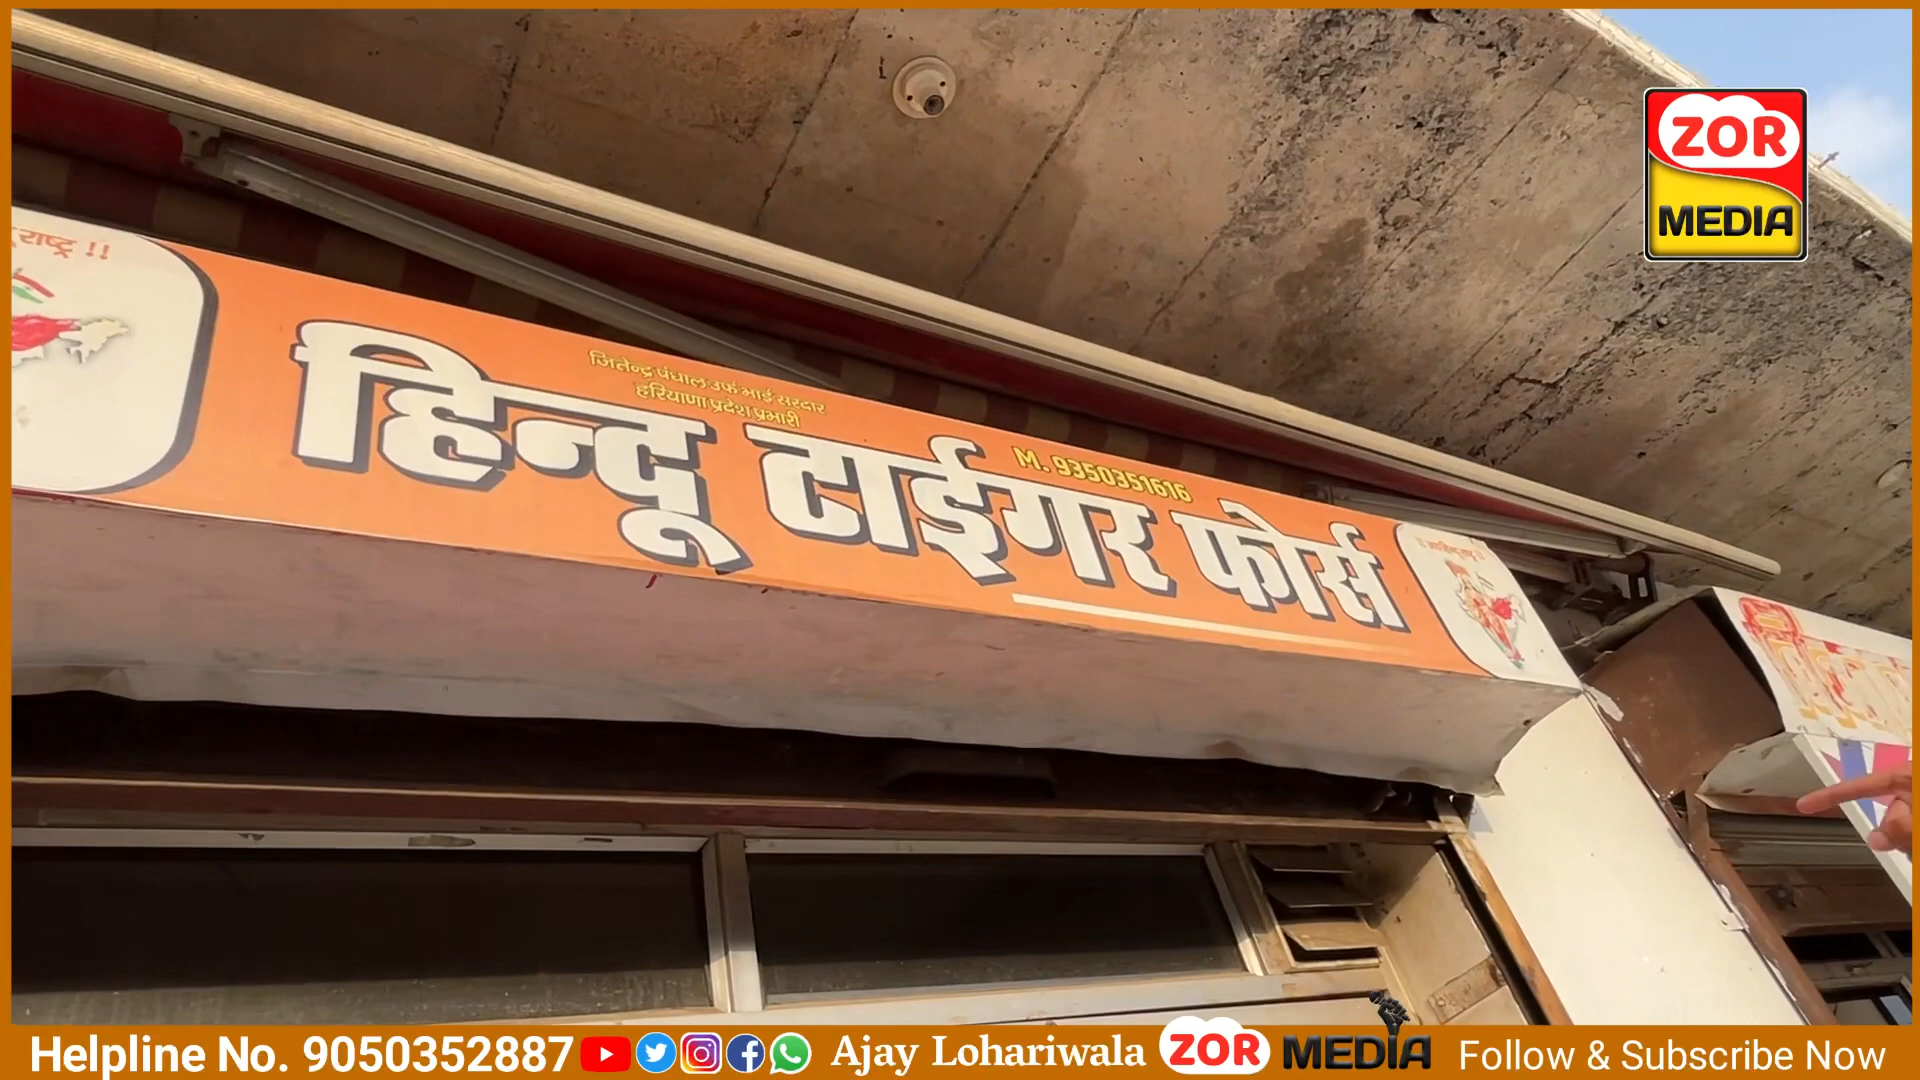 ZOR
MEDIA
राष्ट्र !!
जितेन्द्र पंघाल उर्फ भाई सरदार
हरियाणा प्रदेश प्रभारी
M. 9350351616
हिन्दू टाईगर फोर्स
Helpline No. 9050352887 Ajay Lohariwala ZOR MEDIA Follow & Subscribe Now